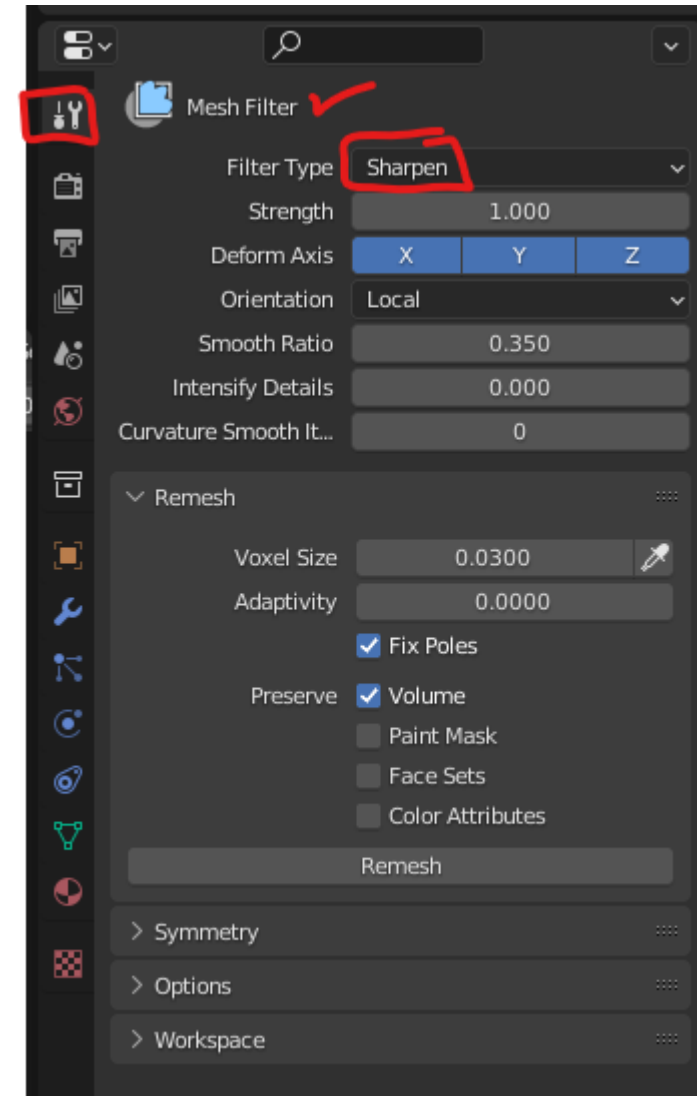 Mesh Filter
Filter Type Sharpen
Strength 1.000
Deform Axis X Y Z
Orientation Local
Smooth Ratio 0.350
Intensify Details 0.000
Curvature Smooth It... 0
Remesh
Voxel Size 0.0300
Adaptivity 0.0000
Fix Poles
Preserve Volume
Paint Mask
Face Sets
Color Attributes
Remesh
Symmetry
Options
Workspace